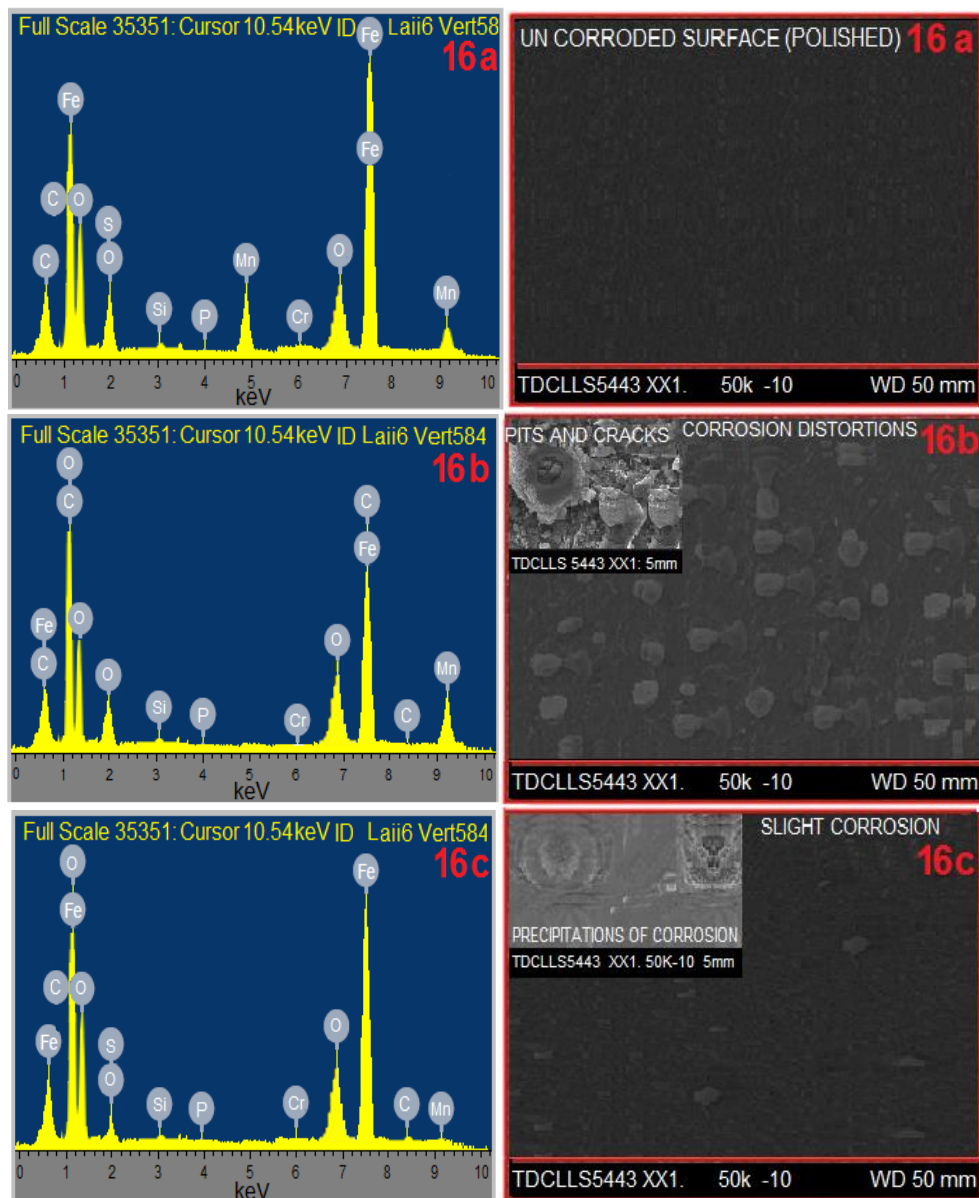 Full Scale 35351: Cursor 10.54 keV ID Laii6 Vert58
16a
Fe
Fe
Fe
C
O
C
S
O
Si
P
Mn
Cr
O
Mn
0 1 2 3 4 5 6 7 8 9 10
keV
UN CORRODED SURFACE (POLISHED) 16 a
TDCLLS5443 XX1. 50k -10 WD 50 mm
Full Scale 35351: Cursor 10.54 keV ID Laii6 Vert584
16b
O
C
C
Fe
Fe
C
O
O
Si
P
Cr
O
C
Mn
0 1 2 3 4 5 6 7 8 9 10
keV
PITS AND CRACKS CORROSION DISTORTIONS 16b
TDCLLS 5443 XX1: 5mm
TDCLLS5443 XX1. 50k -10 WD 50 mm
Full Scale 35351: Cursor 10.54 keV ID Laii6 Vert584
16c
O
Fe
Fe
C
O
Fe
S
O
Si
P
Cr
O
C
Mn
0 1 2 3 4 5 6 7 8 9 10
keV
SLIGHT CORROSION
16c
PRECIPITATIONS OF CORROSION
TDCLLS5443 XX1. 50K-10 5mm
TDCLLS5443 XX1. 50k -10 WD 50 mm